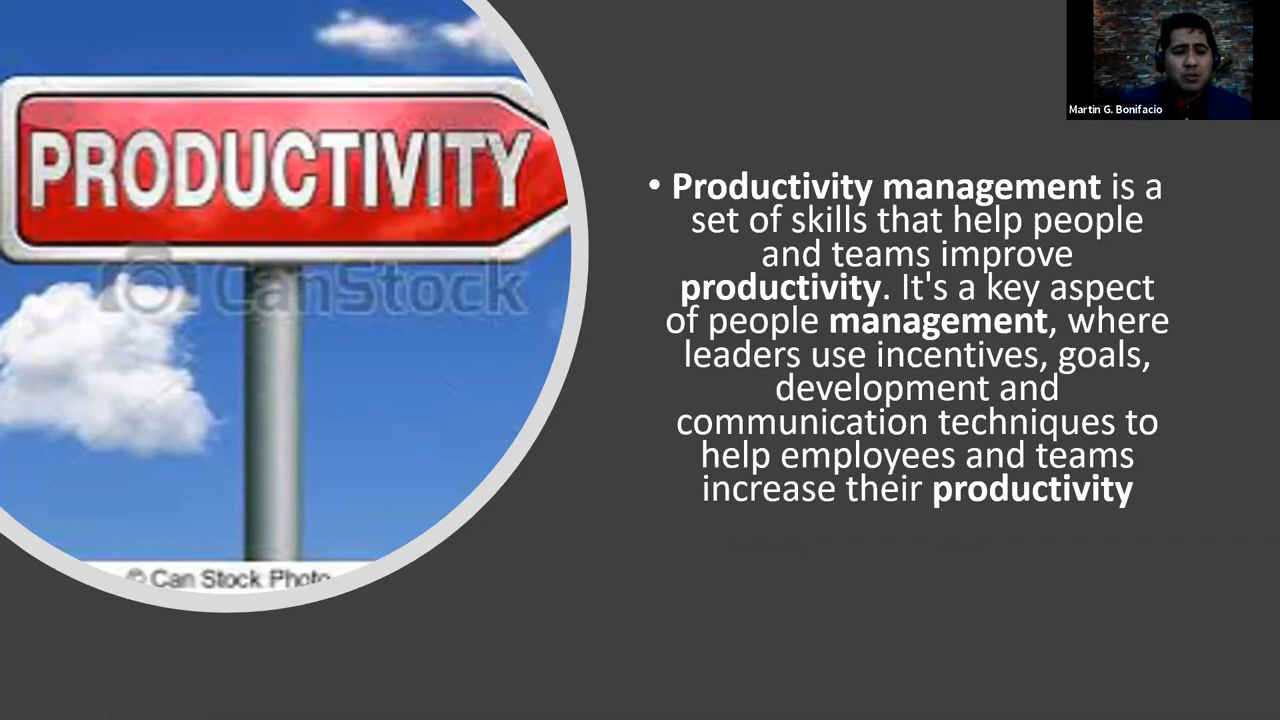 PRODUCTIVITY
CanStock
© Can Stock Photo
Martin G. Bonifacio
• Productivity management is a
set of skills that help people
and teams improve
productivity. It's a key aspect
of people management, where
leaders use incentives, goals,
development and
communication techniques to
help employees and teams
increase their productivity